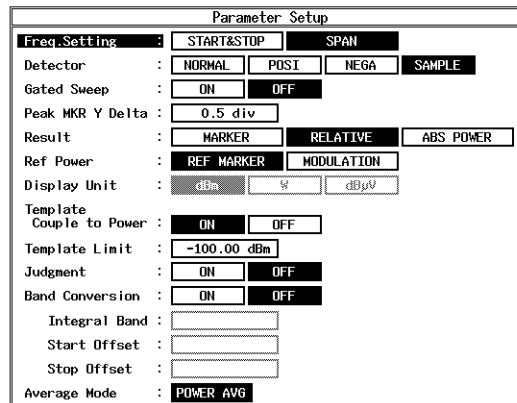 Parameter Setup
Freq.Setting : START&STOP SPAN
Detector : NORMAL POSI NEGA SAMPLE
Gated Sweep : ON OFF
Peak MKR Y Delta : 0.5 div
Result : MARKER RELATIVE ABS POWER
Ref Power : REF MARKER MODULATION
Display Unit : dBm W dBμV
Template
Couple to Power : ON OFF
Template Limit : -100.00 dBm
Judgment : ON OFF
Band Conversion : ON OFF
Integral Band :
Start Offset :
Stop Offset :
Average Mode : POWER AVG